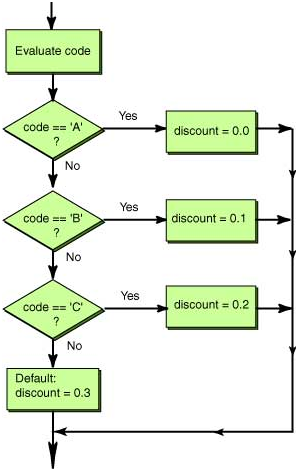 Evaluate code
code == 'A'
?
Yes
discount = 0.0
No
code == 'B'
?
Yes
discount = 0.1
No
code == 'C'
?
Yes
discount = 0.2
No
Default:
discount = 0.3